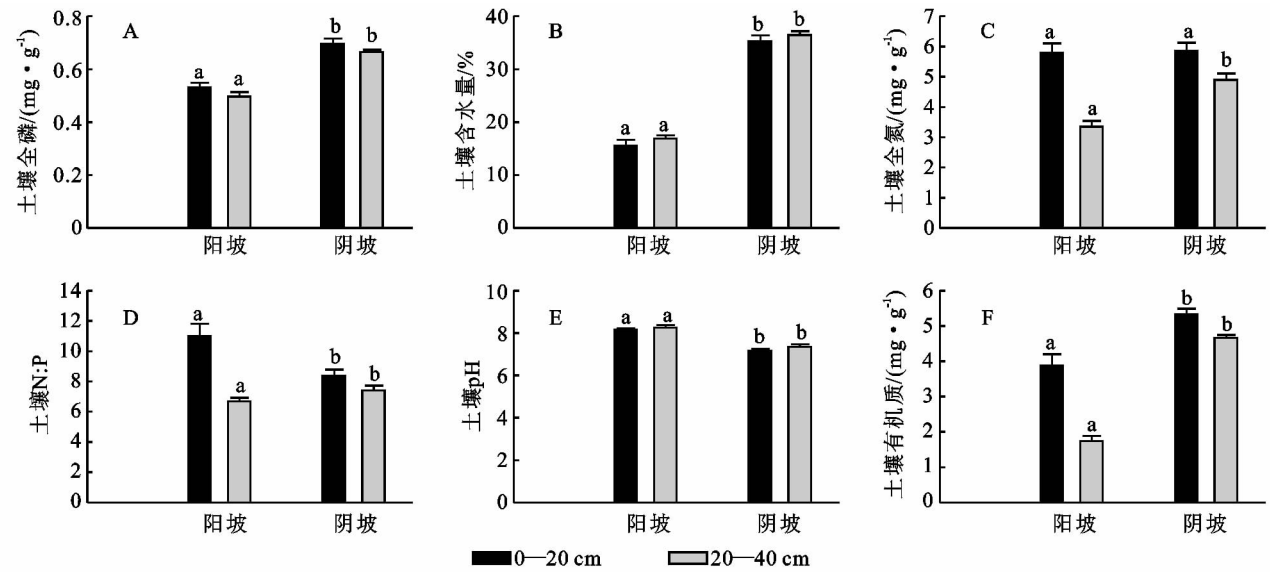 土壤全磷/(mg·g⁻¹)
0.8
0.6
0.4
0.2
0
A
a
a
b
b
阳坡
阴坡
土壤含水量/%
40
30
20
10
0
B
a
a
b
b
阳坡
阴坡
土壤全氮/(mg·g⁻¹)
7
6
5
4
3
2
1
0
C
a
a
a
b
阳坡
阴坡
土壤N:P
14
12
10
8
6
4
2
0
D
a
a
b
b
阳坡
阴坡
土壤pH
10
8
6
4
2
0
E
a
a
b
b
阳坡
阴坡
土壤有机质/(mg·g⁻¹)
6
5
4
3
2
1
0
F
a
a
b
b
阳坡
阴坡
0—20 cm
20—40 cm